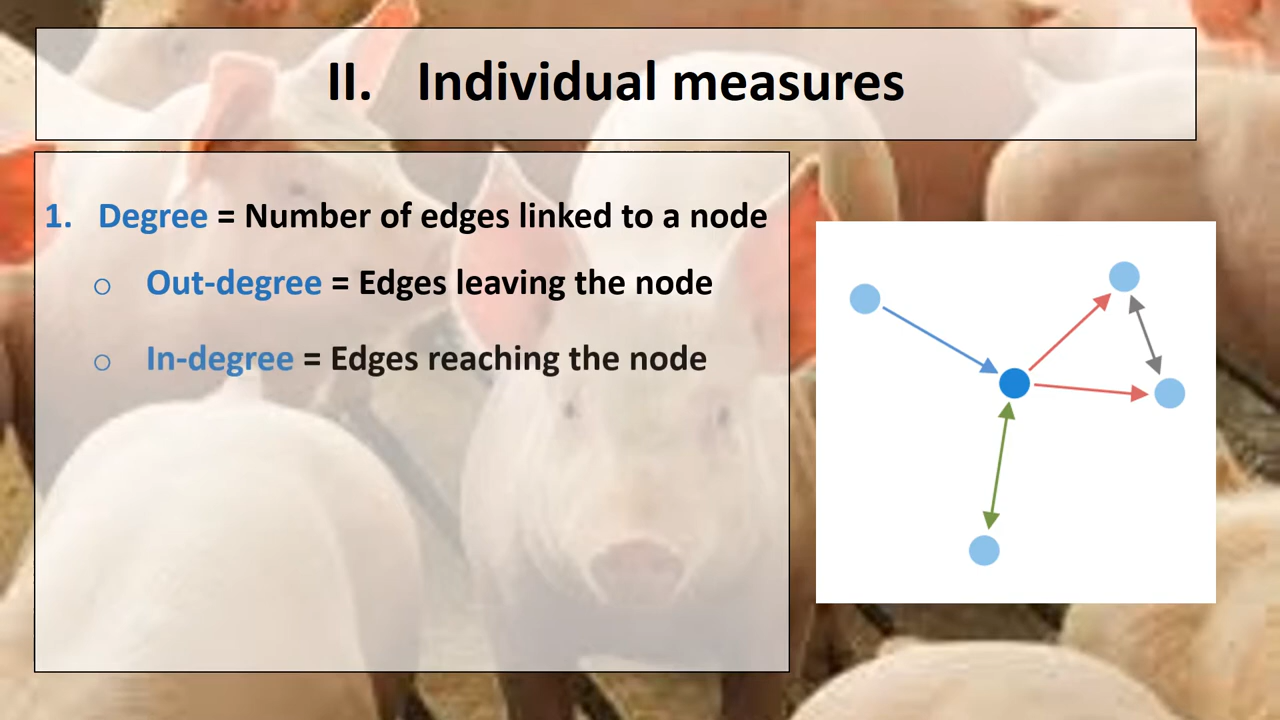 II. Individual measures
1. Degree = Number of edges linked to a node
o Out-degree = Edges leaving the node
o In-degree = Edges reaching the node